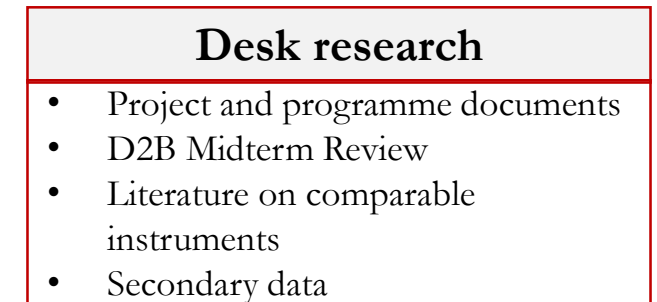 Desk research
• Project and programme documents
• D2B Midterm Review
• Literature on comparable
instruments
• Secondary data